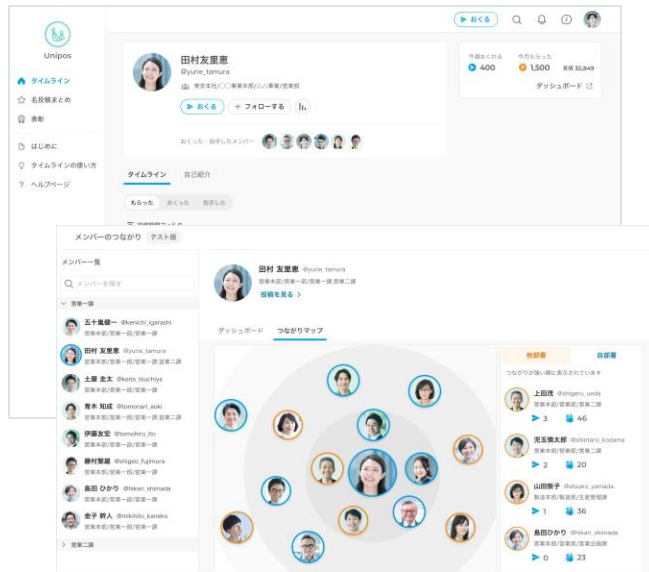 おくる
Unipos
タイムライン
名投稿まとめ
表彰
はじめに
タイムラインの使い方
ヘルプページ
田村友里恵
@yurie_tamura
東京本社/〇〇事業本部/△△事業/営業部
おくる
フォローする
おくった・拍手したメンバー
今週おくれる
400
今月もらった
1,500
累積 32,849
ダッシュボード
タイムライン 自己紹介
もらった おくった 拍手した
メンバーのつながり テスト版
メンバー一覧
メンバーを探す
営業一課
五十嵐健一 @kenichi_igarashi
営業本部/営業一部/営業一課
田村 友里恵 @yurie_tamura
営業本部/営業一部/営業一課,営業二課
土屋 圭太 @keita_tsuchiya
営業本部/営業一部/営業一課
青木 知成 @tomonari_aoki
営業本部/営業一部/営業一課,営業二課
伊藤友宏 @tomohiro_ito
営業本部/営業一部/営業一課
藤村繁雄 @shigeo_fujimura
営業本部/営業一部/営業一課
島田 ひかり @hikari_shimada
営業本部/営業一部/営業一課
金子 幹人 @mikihito_kaneko
営業本部/営業一部/営業一課
営業二課
田村 友里恵 @yurie_tamura
営業本部/営業一部/営業一課,営業二課
投稿を見る
ダッシュボード つながりマップ
他部署 自部署
つながりが強い順に表示されています
上田茂 @shigeru_ueda
営業本部/営業部/営業二課
3 46
児玉慎太郎 @shintaro_kodama
営業本部/営業部/営業二課
2 20
山田敦子 @atsuko_yamada
製造本部/製造部/生産管理課
1 36
島田ひかり @hikari_shimada
営業本部/営業部/営業企画課
0 23